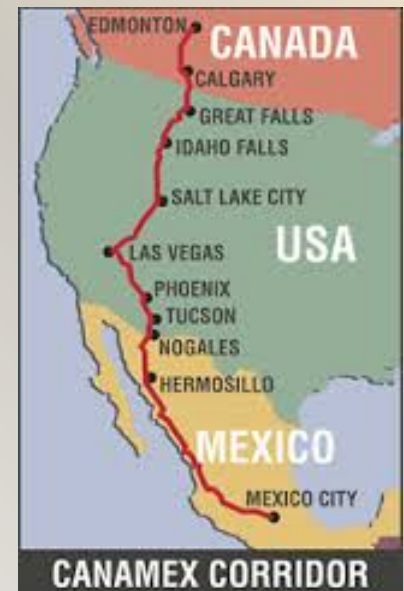 EDMONTON
CANADA
CALGARY
GREAT FALLS
IDAHO FALLS
SALT LAKE CITY
USA
LAS VEGAS
PHOENIX
TUCSON
NOGALES
HERMOSILLO
MEXICO
MEXICO CITY
CANAMEX CORRIDOR